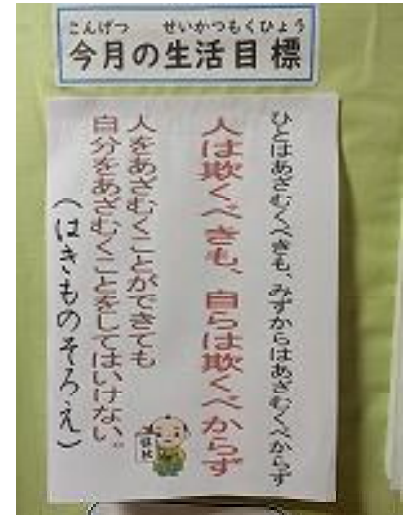 こんげつ せいかつもくひょう
今月の生活目標
ひとはあざむくべきも、みずからはあざむくべからず
人は欺くべきも、自らは欺くべからず
人をあざむくことができても
自分をあざむくことをしてはいけない。
（はきものそろえ）